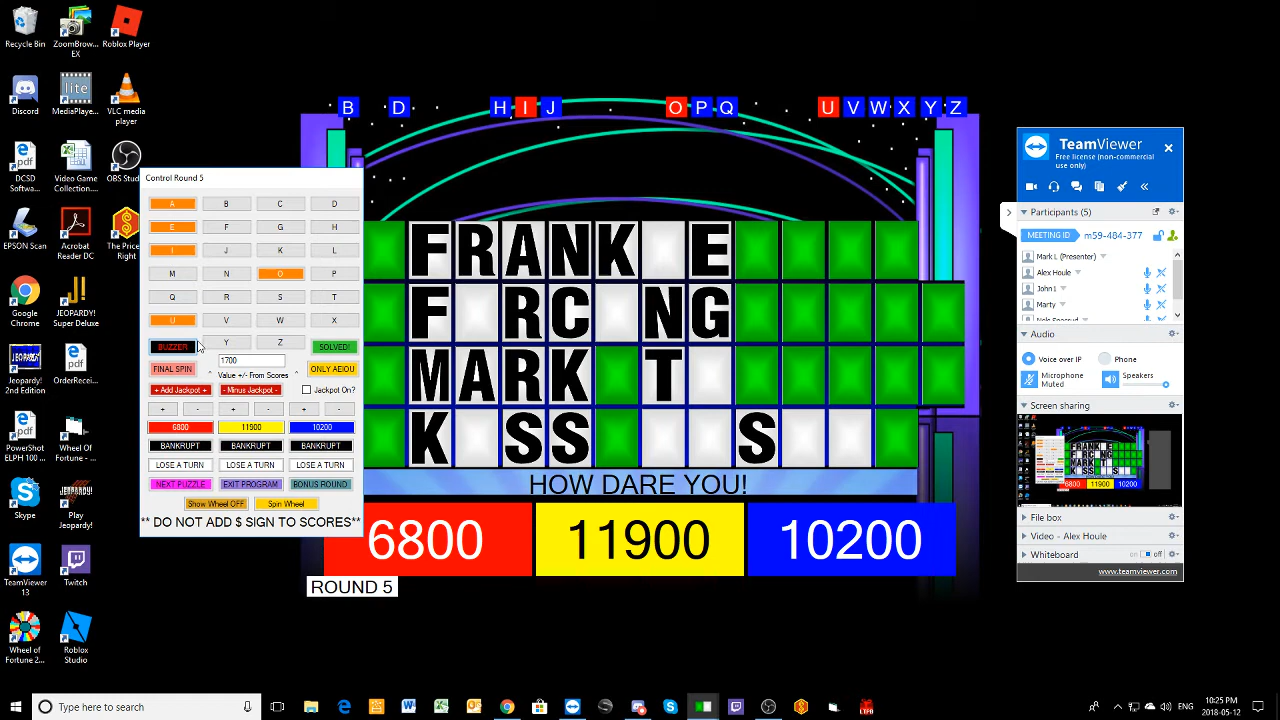 Recycle Bin
ZoomBrow... EX
Roblox Player
Discord
MediaPlaye...
VLC media player
DCSD Softwa...
Video Game Collection....
OBS Studio
EPSON Scan
Acrobat Reader DC
The Price Right
Google Chrome
JEOPARDY! Super Deluxe
Jeopardy! 2nd Edition
OrderRecei...
PowerShot ELPH 100 ...
Wheel Of Fortune - ...
Skype
Play Jeopardy!
TeamViewer 13
Twitch
Wheel of Fortune 2...
Roblox Studio
Control Round 5
A B C D
E F G H
I J K L
M N O P
Q R S T
U V W X
BUZZER Y Z SOLVED!
1700
FINAL SPIN Value +/- From Scores ONLY AEIOU
+ Add Jackpot + - Minus Jackpot - Jackpot On?
+ - + - + -
6800 11900 10200
BANKRUPT BANKRUPT BANKRUPT
LOSE A TURN LOSE A TURN LOSE A TURN
NEXT PUZZLE EXIT PROGRAM BONUS ROUND
Show Wheel OFF Spin Wheel
** DO NOT ADD $ SIGN TO SCORES**
B D H I J O P Q U V W X Y Z
FRANK E
F RC NG
MARK T
K SS S
HOW DARE YOU!
6800 11900 10200
ROUND 5
TeamViewer
Free license (non-commercial use only)
Participants (5)
MEETING ID m59-484-377
Mark L (Presenter)
Alex Houle
John1
Marty
Audio
Voice over IP Phone
Microphone Muted
Speakers
Screen sharing
File box
Video - Alex Houle
Whiteboard on off
www.teamviewer.com
Type here to search
ENG
10:25 PM
2018-05-12